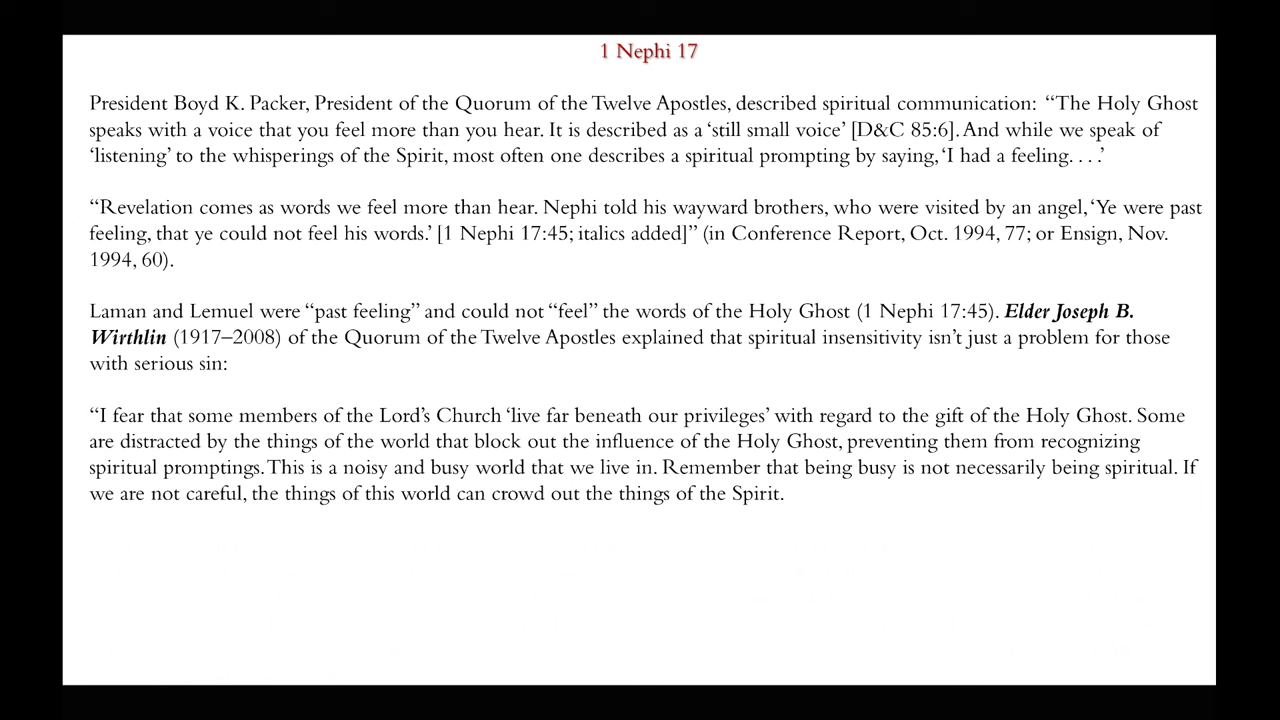 1 Nephi 17
President Boyd K. Packer, President of the Quorum of the Twelve Apostles, described spiritual communication: “The Holy Ghost
speaks with a voice that you feel more than you hear. It is described as a ‘still small voice’ [D&C 85:6]. And while we speak of
‘listening’ to the whisperings of the Spirit, most often one describes a spiritual prompting by saying, ‘I had a feeling. . . .’
“Revelation comes as words we feel more than hear. Nephi told his wayward brothers, who were visited by an angel, ‘Ye were past
feeling, that ye could not feel his words.’ [1 Nephi 17:45; italics added]” (in Conference Report, Oct. 1994, 77; or Ensign, Nov.
1994, 60).
Laman and Lemuel were “past feeling” and could not “feel” the words of the Holy Ghost (1 Nephi 17:45). Elder Joseph B.
Wirthlin (1917–2008) of the Quorum of the Twelve Apostles explained that spiritual insensitivity isn’t just a problem for those
with serious sin:
“I fear that some members of the Lord’s Church ‘live far beneath our privileges’ with regard to the gift of the Holy Ghost. Some
are distracted by the things of the world that block out the influence of the Holy Ghost, preventing them from recognizing
spiritual promptings. This is a noisy and busy world that we live in. Remember that being busy is not necessarily being spiritual. If
we are not careful, the things of this world can crowd out the things of the Spirit.